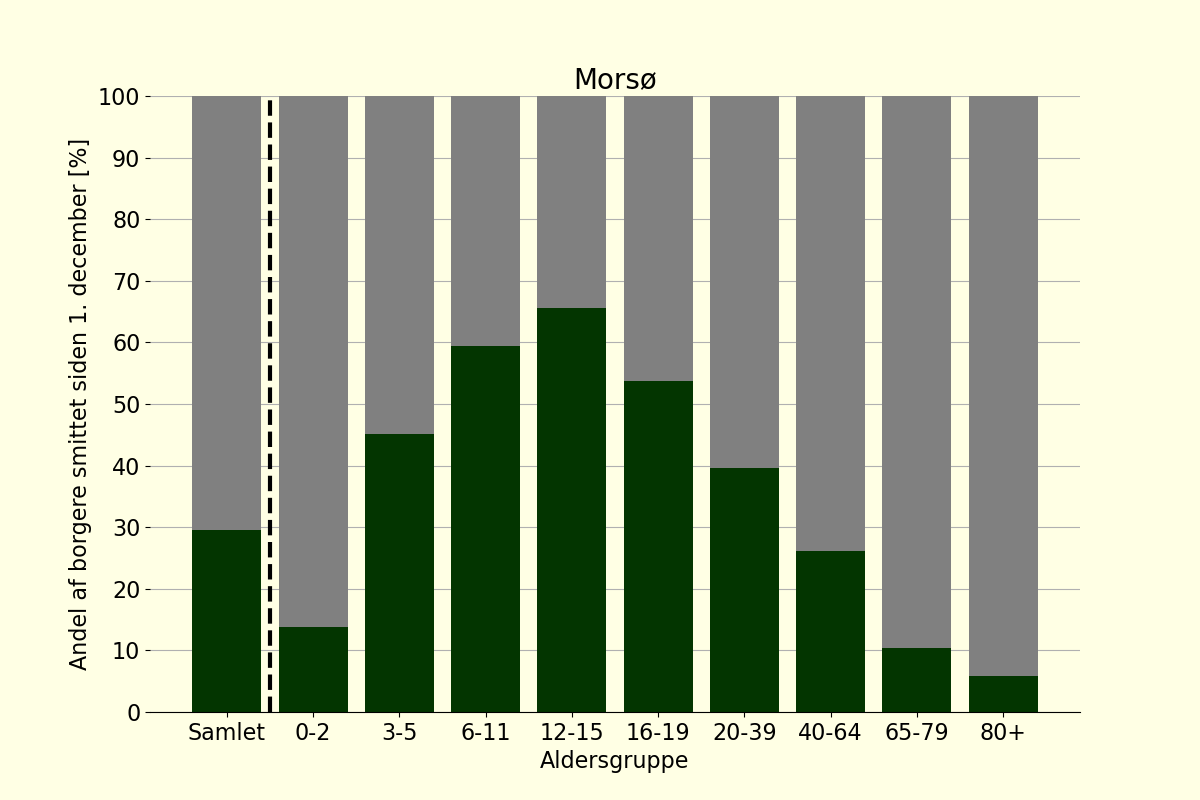 Morsø
Andel af borgere smittet siden 1. december [%]
100
90
80
70
60
50
40
30
20
10
0
Samlet 0-2 3-5 6-11 12-15 16-19 20-39 40-64 65-79 80+
Aldersgruppe